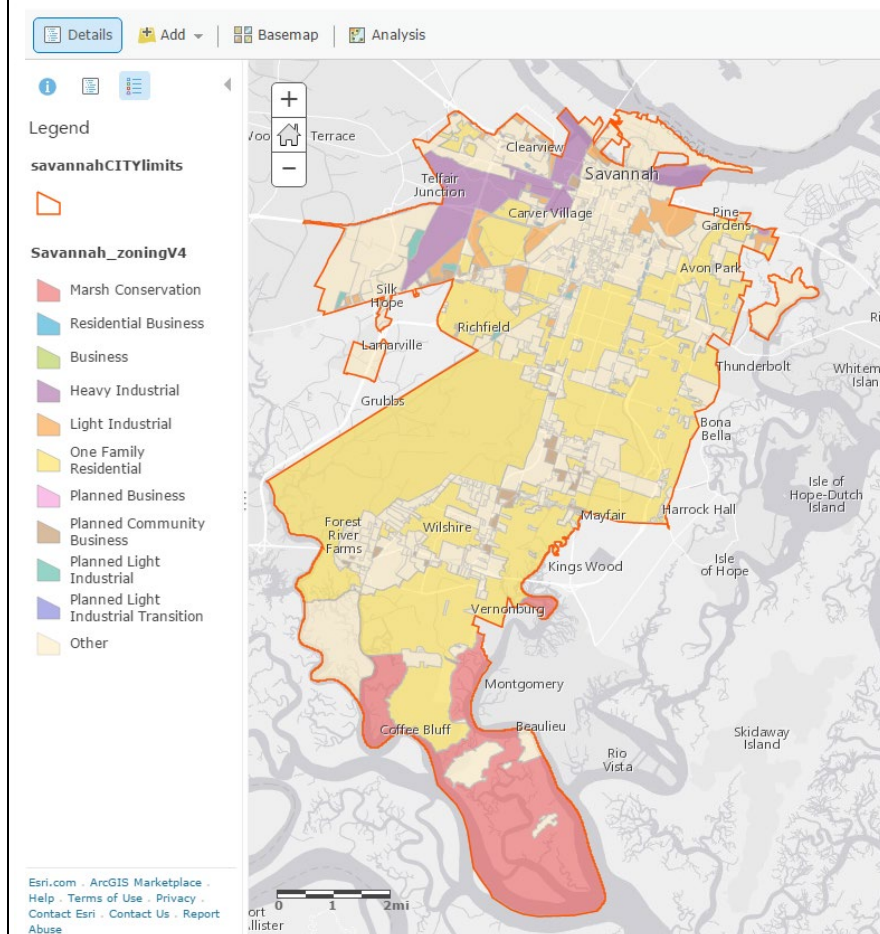 Details
Add
Basemap
Analysis
Legend
savannahCITYlimits
Savannah_zoningV4
Marsh Conservation
Residential Business
Business
Heavy Industrial
Light Industrial
One Family
Residential
Planned Business
Planned Community
Business
Planned Light
Industrial
Planned Light
Industrial Transition
Other
Esri.com . ArcGIS Marketplace .
Help . Terms of Use . Privacy .
Contact Esri . Contact Us . Report
Abuse
+
−
Terrace
Clearview
Savannah
Telfair
Junction
Carver Village
Pine
Gardens
Avon Park
Silk
Hope
Richfield
Lamarville
Thunderbolt
Grubbs
Bona
Bella
Isle of
Hope-Dutch
Island
Forest
River
Farms
Wilshire
Mayfair
Harrock Hall
Kings Wood
Isle
of Hope
Vernonburg
Montgomery
Coffee Bluff
Beaulieu
Rio
Vista
Skidaway
Island
0 1 2mi